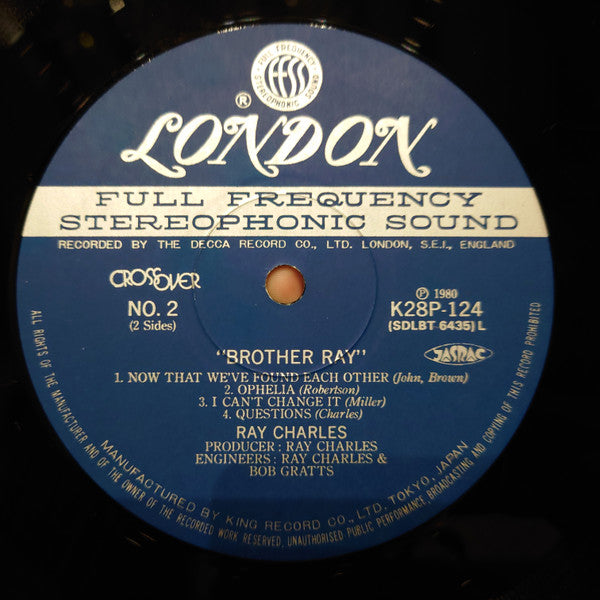 FULL FREQUENCY
ffss
STEREOPHONIC SOUND
®
LONDON
FULL FREQUENCY
STEREOPHONIC SOUND
RECORDED BY THE DECCA RECORD CO., LTD. LONDON, S.E.I., ENGLAND
CROSSOVER
NO. 2
(2 Sides)
Ⓟ 1980
K28P-124
(SDLBT 6435) L
"BROTHER RAY"
JASRAC
1. NOW THAT WE'VE FOUND EACH OTHER (John, Brown)
2. OPHELIA (Robertson)
3. I CAN'T CHANGE IT (Miller)
4. QUESTIONS (Charles)
RAY CHARLES
PRODUCER : RAY CHARLES
ENGINEERS : RAY CHARLES &
BOB GRATTS
MANUFACTURED BY KING RECORD CO., LTD. TOKYO, JAPAN
ALL RIGHTS OF THE MANUFACTURER AND OF THE OWNER OF THE RECORDED WORK RESERVED, UNAUTHORISED PUBLIC PERFORMANCE, BROADCASTING AND COPYING OF THIS RECORD PROHIBITED